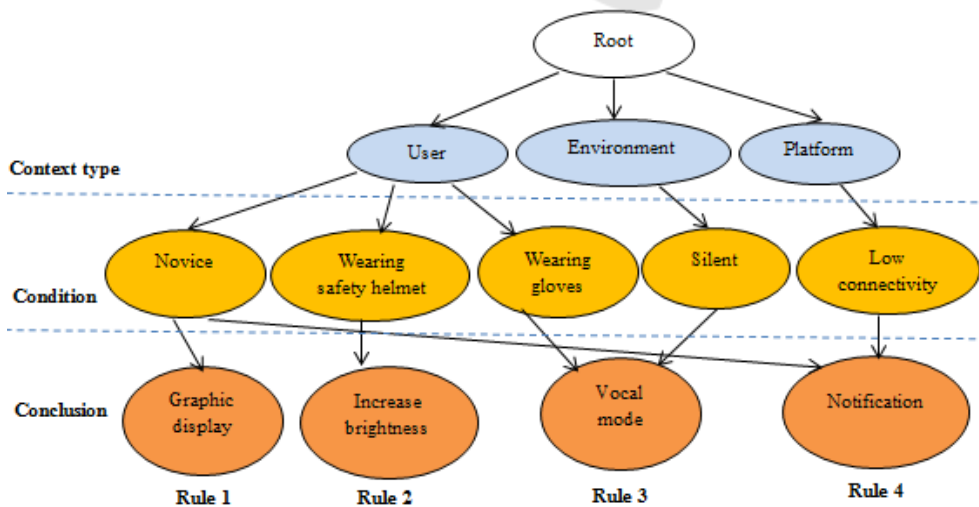 Root
User
Environment
Platform
Context type
Novice
Wearing
safety helmet
Wearing
gloves
Silent
Low
connectivity
Condition
Graphic
display
Increase
brightness
Vocal
mode
Notification
Conclusion
Rule 1
Rule 2
Rule 3
Rule 4